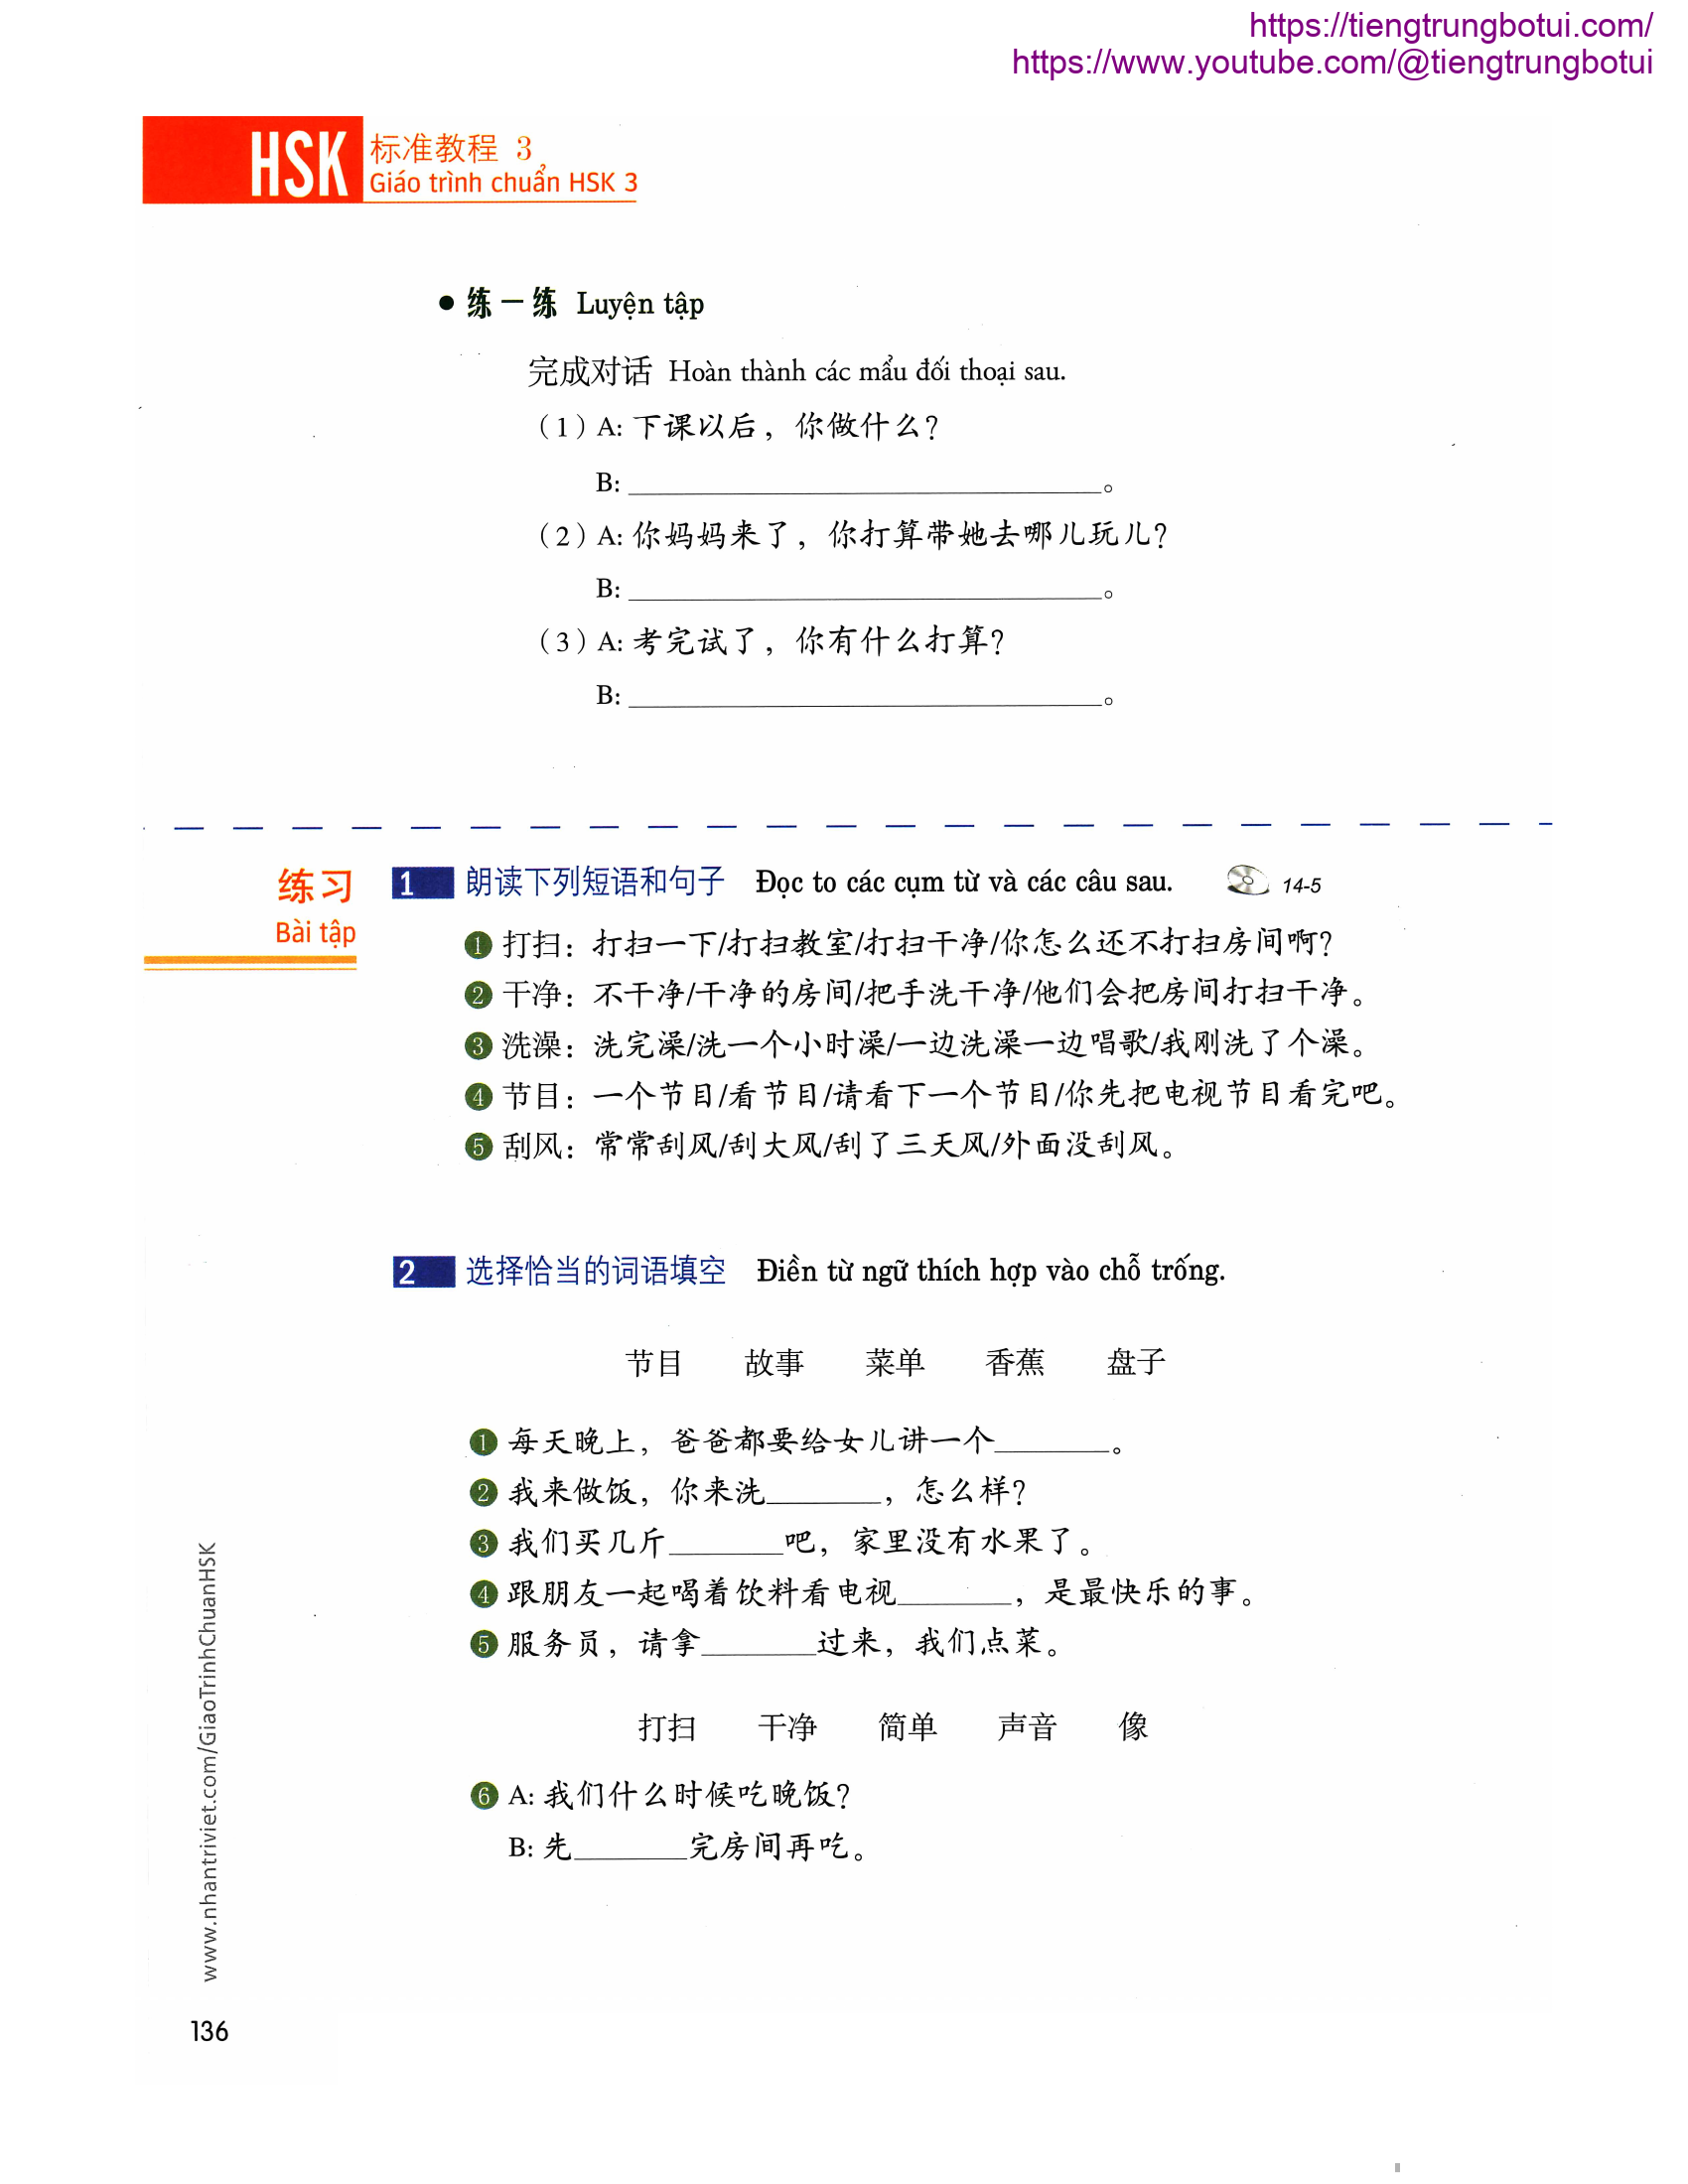 https://tiengtrungbotui.com/
https://www.youtube.com/@tiengtrungbotui
HSK 标准教程 3
Giáo trình chuẩn HSK 3
● 练一练 Luyện tập
完成对话 Hoàn thành các mẩu đối thoại sau.
（1）A: 下课以后，你做什么？
B: ______________________。
（2）A: 你妈妈来了，你打算带她去哪儿玩儿？
B: ______________________。
（3）A: 考完试了，你有什么打算？
B: ______________________。
练习
Bài tập
1 朗读下列短语和句子 Đọc to các cụm từ và các câu sau. 14-5
❶ 打扫：打扫一下/打扫教室/打扫干净/你怎么还不打扫房间啊？
❷ 干净：不干净/干净的房间/把手洗干净/他们会把房间打扫干净。
❸ 洗澡：洗完澡/洗一个小时澡/一边洗澡一边唱歌/我刚洗了个澡。
❹ 节目：一个节目/看节目/请看下一个节目/你先把电视节目看完吧。
❺ 刮风：常常刮风/刮大风/刮了三天风/外面没刮风。
2 选择恰当的词语填空 Điền từ ngữ thích hợp vào chỗ trống.
节目 故事 菜单 香蕉 盘子
❶ 每天晚上，爸爸都要给女儿讲一个_______。
❷ 我来做饭，你来洗_______，怎么样？
❸ 我们买几斤_______吧，家里没有水果了。
❹ 跟朋友一起喝着饮料看电视_______，是最快乐的事。
❺ 服务员，请拿_______过来，我们点菜。
打扫 干净 简单 声音 像
❻ A: 我们什么时候吃晚饭？
B: 先_______完房间再吃。
www.nhantriviet.com/GiaoTrinhChuanHSK
136